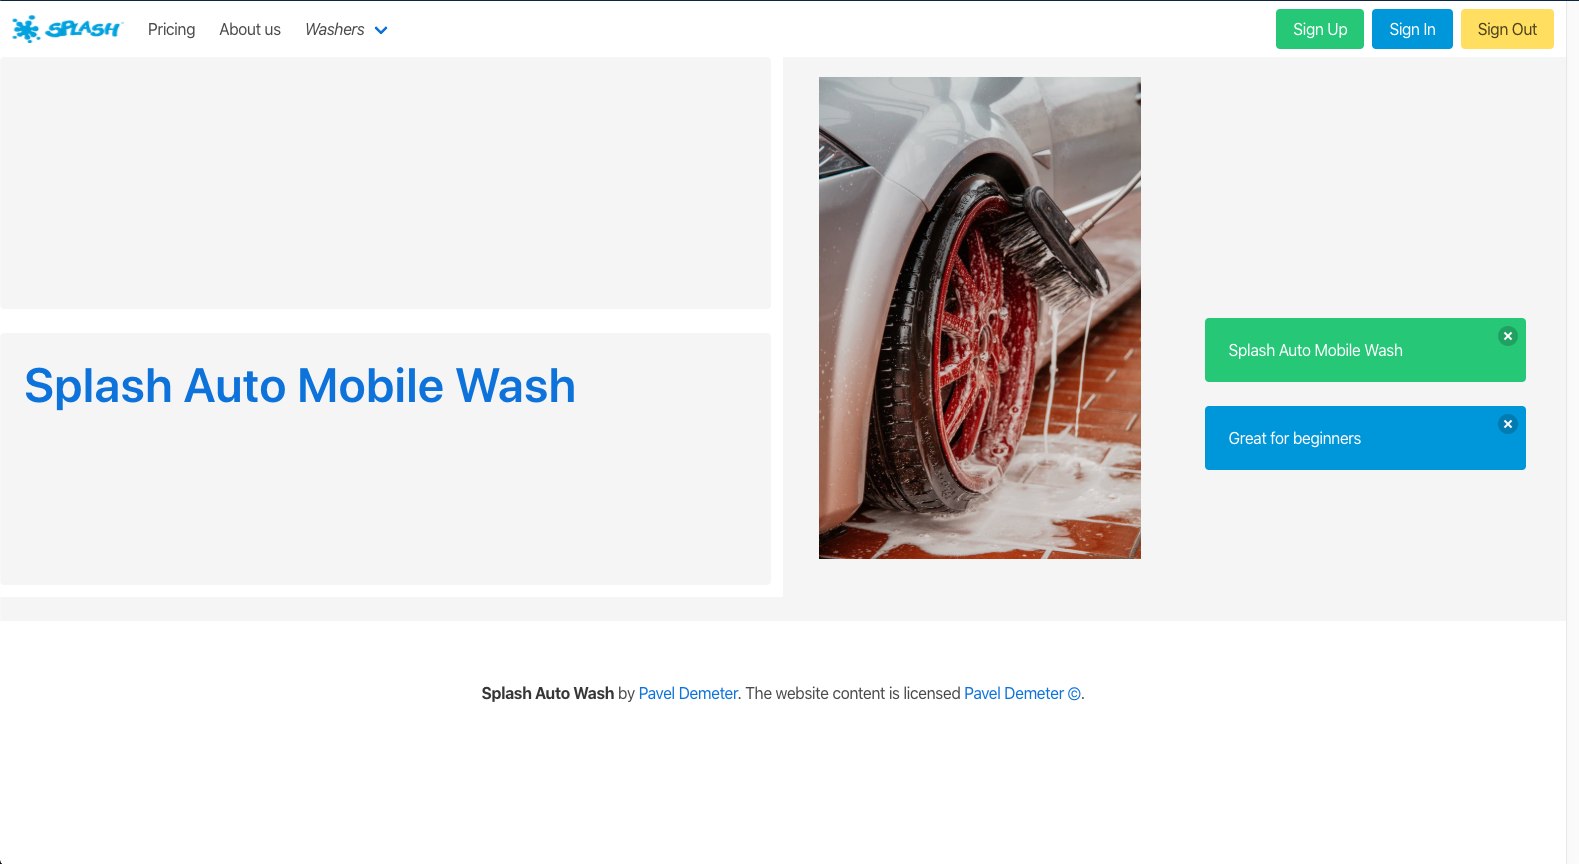 SPLASH Pricing About us Washers Sign Up Sign In Sign Out
Splash Auto Mobile Wash
Splash Auto Mobile Wash
Great for beginners
Splash Auto Wash by Pavel Demeter. The website content is licensed Pavel Demeter ©.